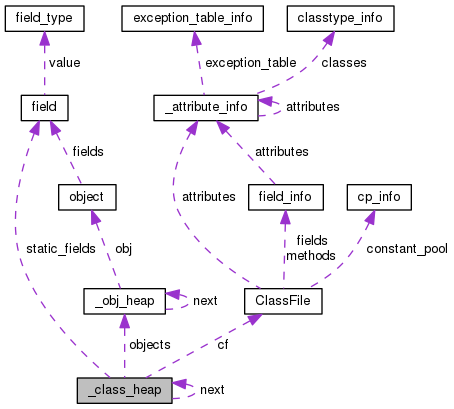 field_type
exception_table_info
classtype_info
value
exception_table
classes
field
_attribute_info
attributes
fields
attributes
object
attributes
field_info
cp_info
static_fields
obj
fields
methods
constant_pool
_obj_heap
next
ClassFile
objects
cf
_class_heap
next